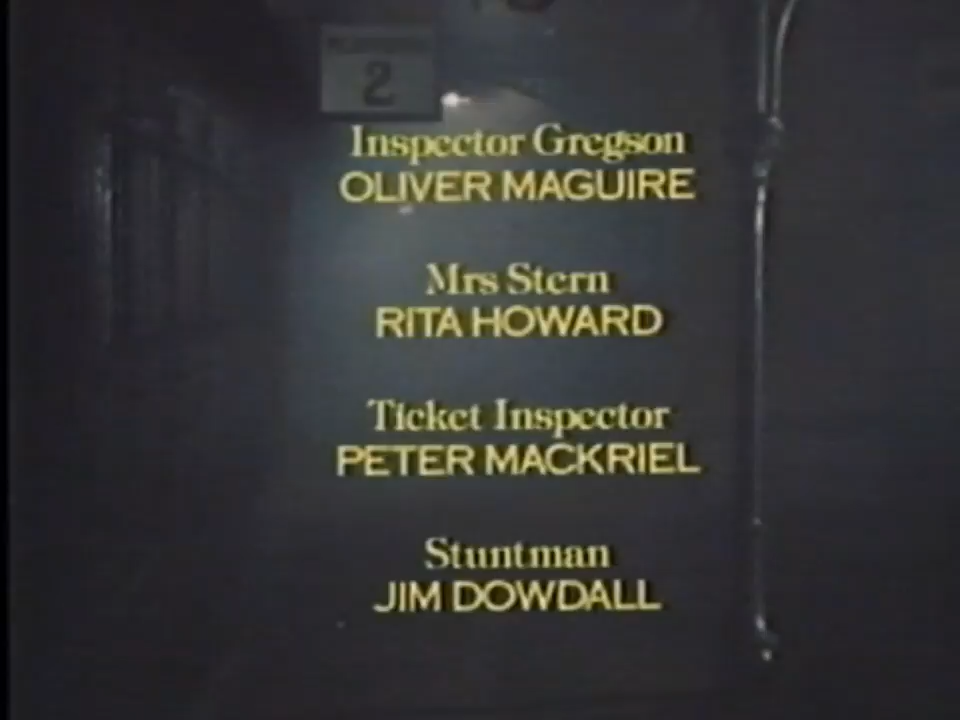 2
Inspector Gregson
OLIVER MAGUIRE
Mrs Stern
RITA HOWARD
Ticket Inspector
PETER MACKRIEL
Stuntman
JIM DOWDALL